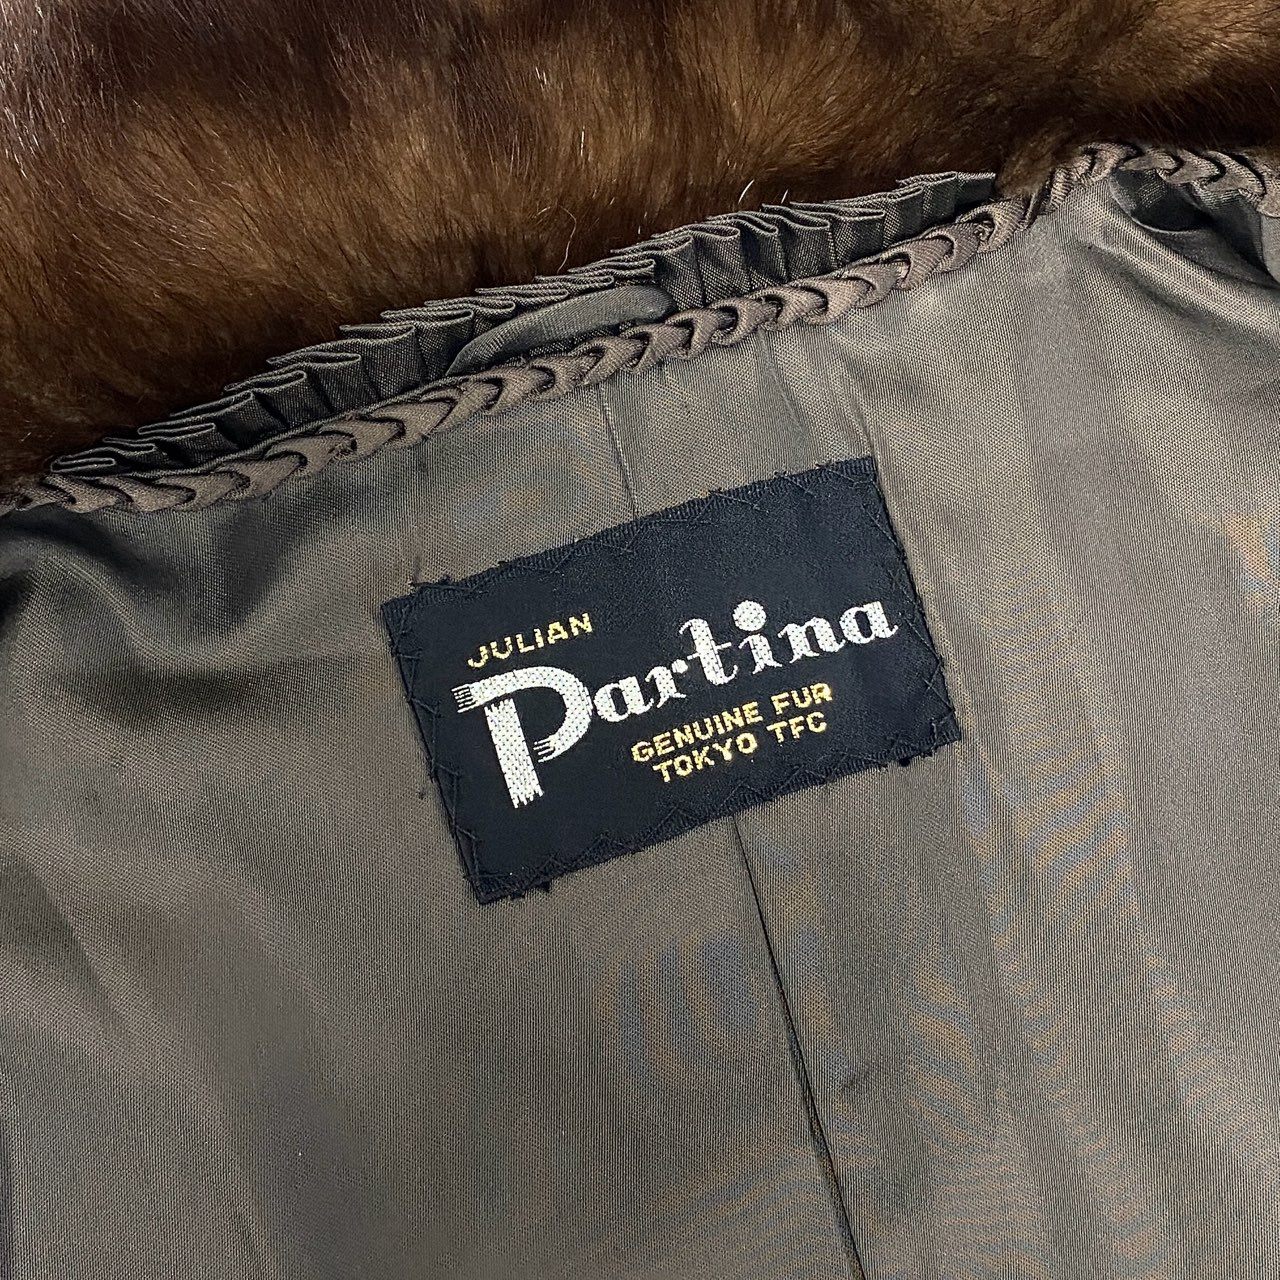 JULIAN
Partina
GENUINE FUR
TOKYO TFC